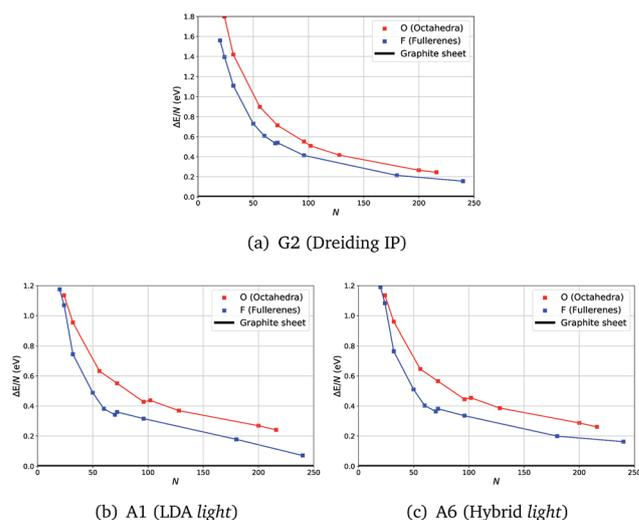 1.8
1.6
1.4
1.2
1.0
0.8
0.6
0.4
0.2
0.0
ΔE/N (eV)
O (Octahedra)
F (Fullerenes)
Graphite sheet
0 50 100 150 200 250
N
(a) G2 (Dreiding IP)
1.2
1.0
0.8
0.6
0.4
0.2
0.0
ΔE/N (eV)
O (Octahedra)
F (Fullerenes)
Graphite sheet
0 50 100 150 200 250
N
(b) A1 (LDA light)
1.2
1.0
0.8
0.6
0.4
0.2
0.0
ΔE/N (eV)
O (Octahedra)
F (Fullerenes)
Graphite sheet
0 50 100 150 200 250
N
(c) A6 (Hybrid light)